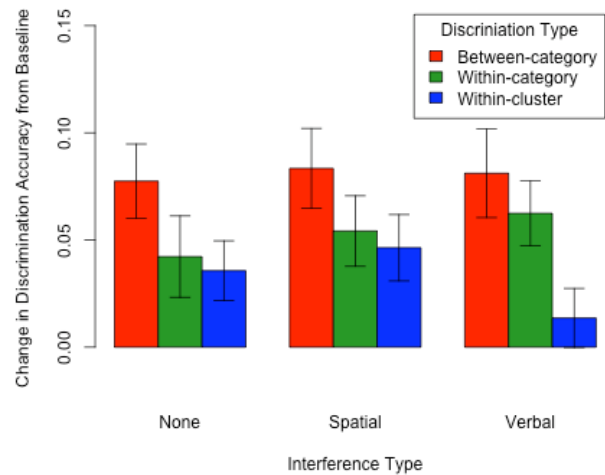 Change in Discrimination Accuracy from Baseline
0.15
0.10
0.05
0.00
Discriniation Type
Between-category
Within-category
Within-cluster
None Spatial Verbal
Interference Type